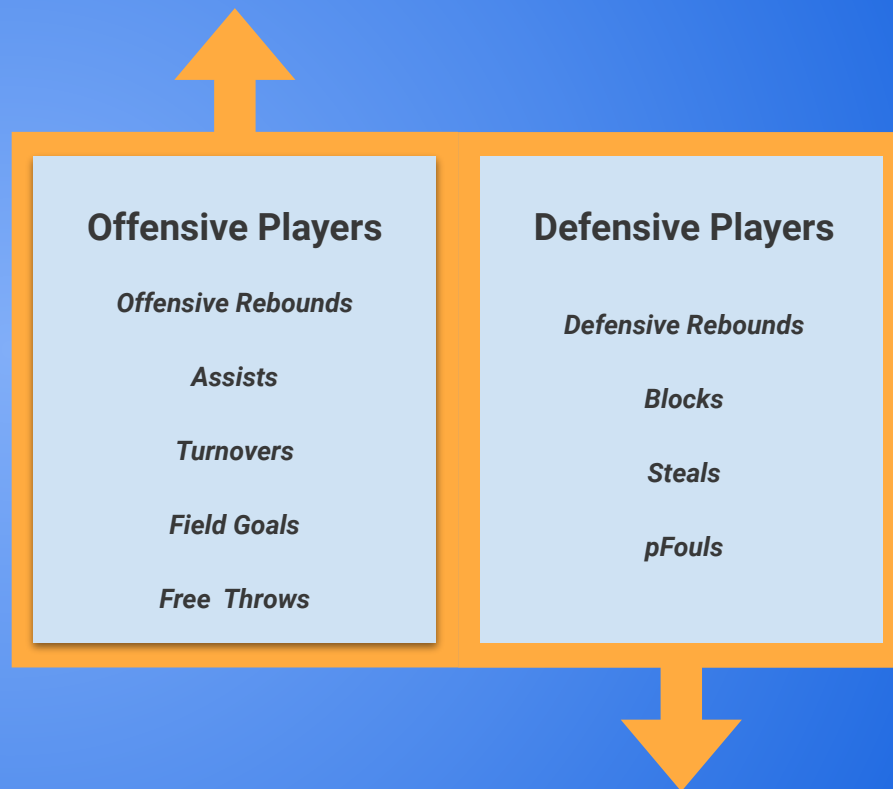 Offensive Players
Offensive Rebounds
Assists
Turnovers
Field Goals
Free  Throws
Defensive Players
Defensive Rebounds
Blocks
Steals
pFouls